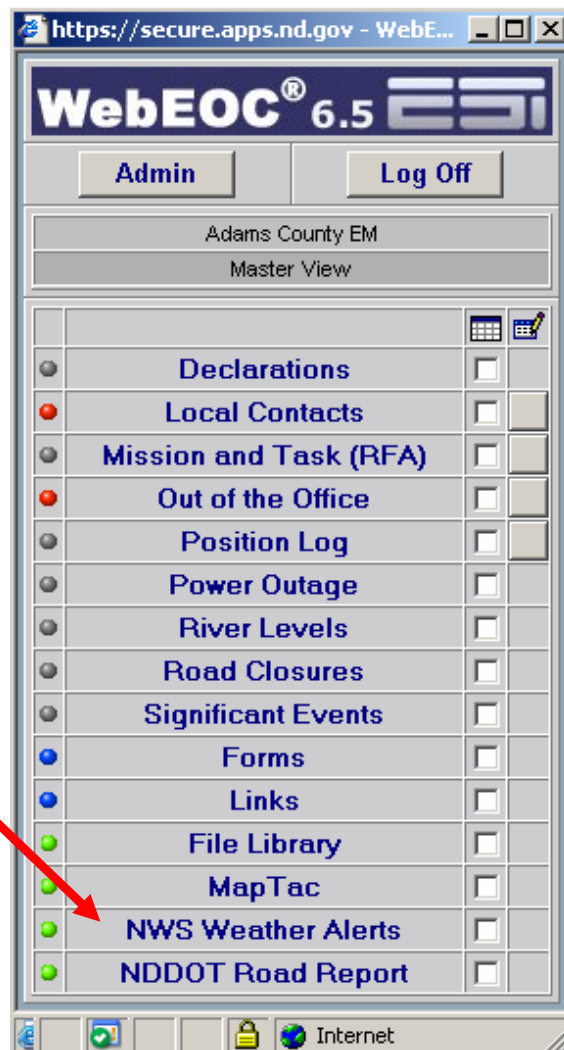 https://secure.apps.nd.gov - WebE...
WebEOC® 6.5 ESi
Admin Log Off
Adams County EM
Master View
Declarations
Local Contacts
Mission and Task (RFA)
Out of the Office
Position Log
Power Outage
River Levels
Road Closures
Significant Events
Forms
Links
File Library
MapTac
NWS Weather Alerts
NDDOT Road Report
Internet